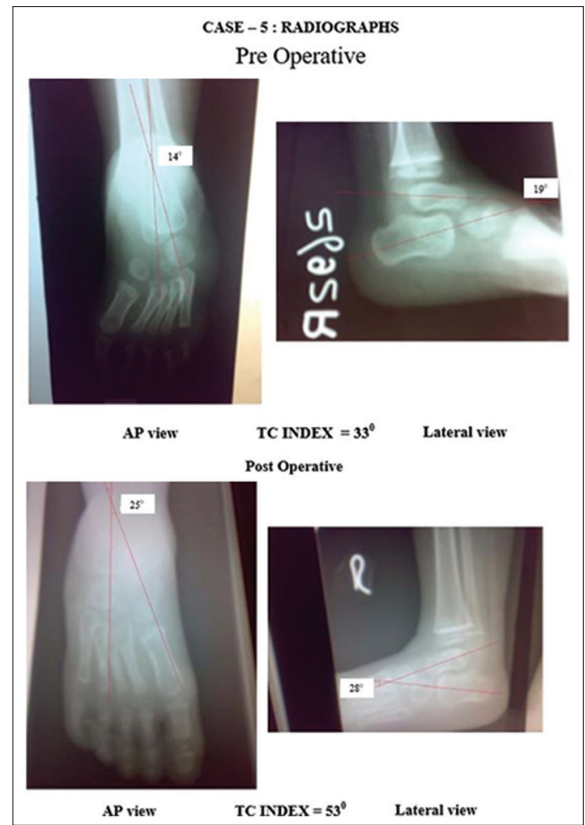 CASE – 5 : RADIOGRAPHS
Pre Operative
14°
19°
AP view TC INDEX = 33⁰ Lateral view
Post Operative
25°
R
28°
AP view TC INDEX = 53⁰ Lateral view